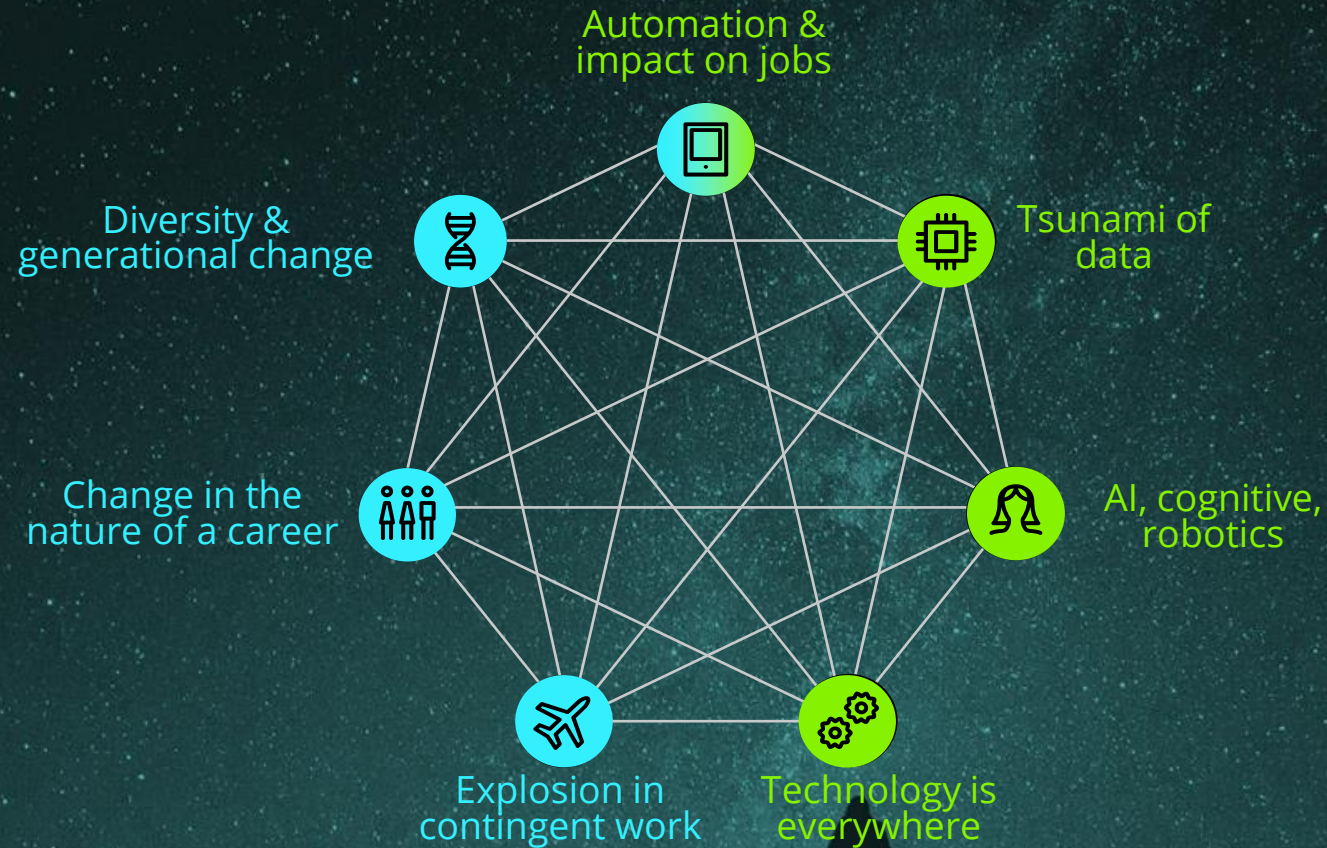 Automation &
impact on jobs
Diversity &
generational change
Tsunami of
data
Change in the
nature of a career
AI, cognitive,
robotics
Explosion in
contingent work
Technology is
everywhere